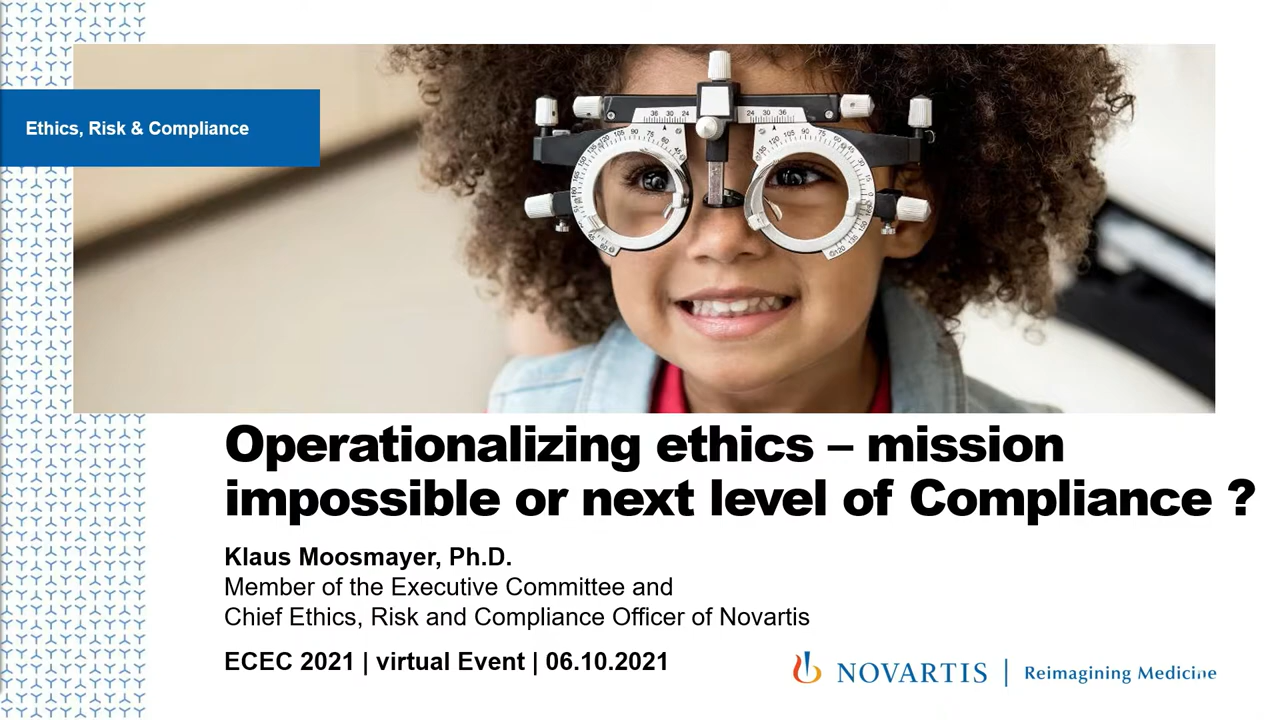 Ethics, Risk & Compliance
Operationalizing ethics – mission
impossible or next level of Compliance ?
Klaus Moosmayer, Ph.D.
Member of the Executive Committee and
Chief Ethics, Risk and Compliance Officer of Novartis
ECEC 2021 | virtual Event | 06.10.2021
NOVARTIS | Reimagining Medicine